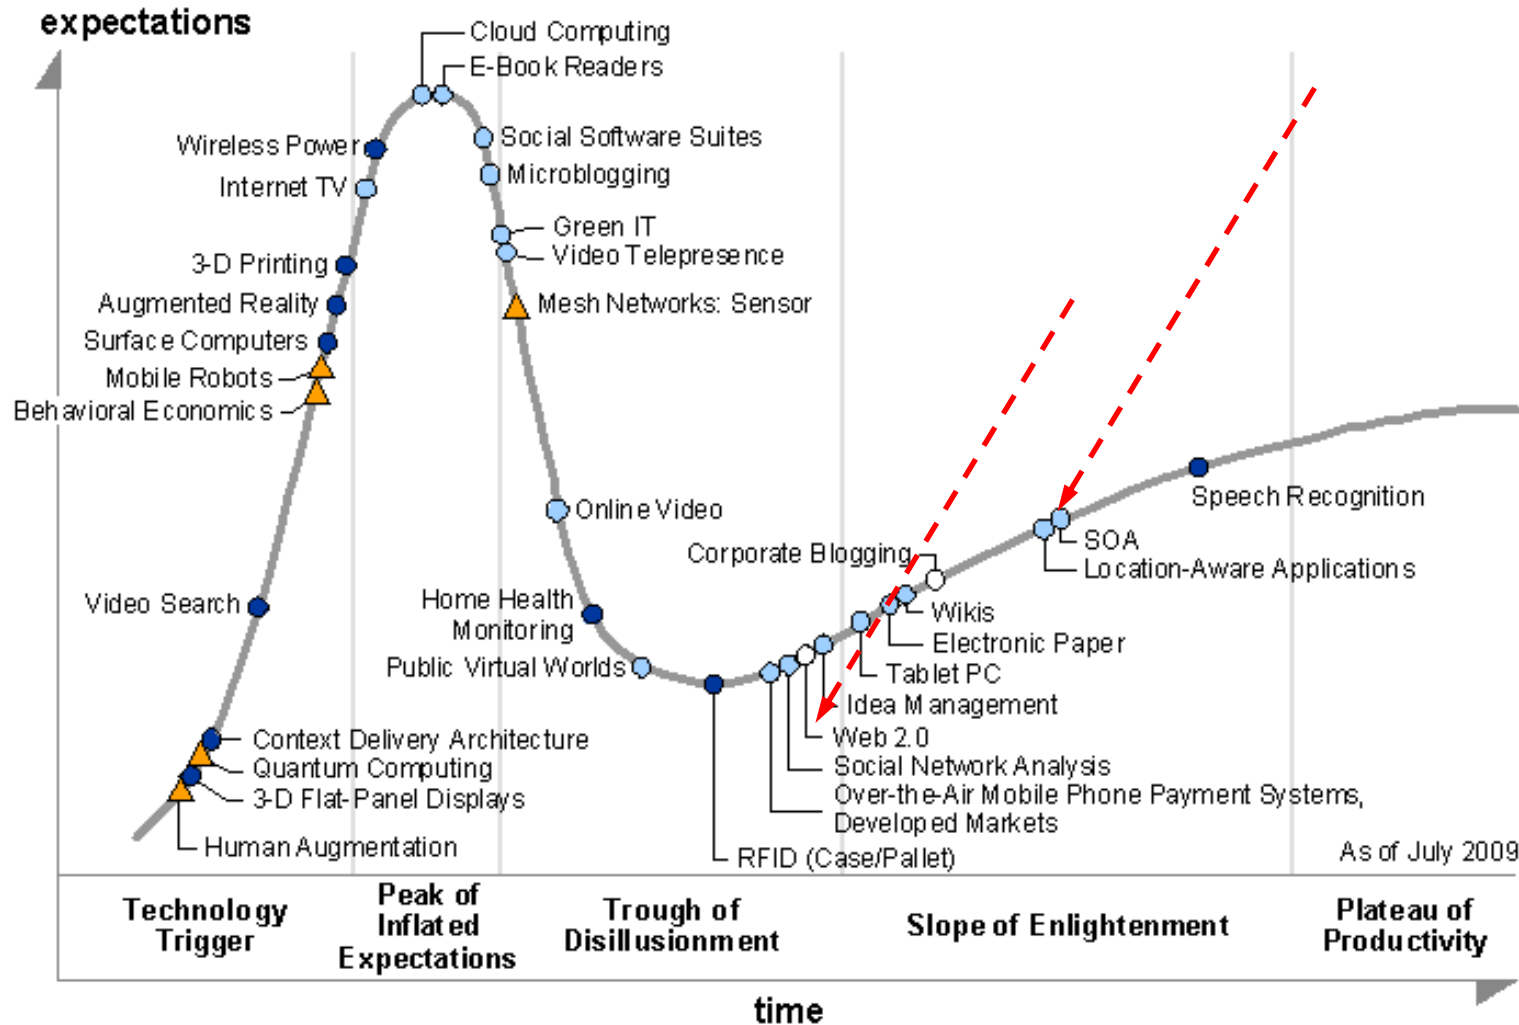 expectations
Cloud Computing
E-Book Readers
Wireless Power
Social Software Suites
Internet TV
Microblogging
Green IT
Video Telepresence
3-D Printing
Augmented Reality
Mesh Networks: Sensor
Surface Computers
Mobile Robots
Behavioral Economics
Online Video
Speech Recognition
SOA
Location-Aware Applications
Corporate Blogging
Video Search
Home Health
Monitoring
Wikis
Electronic Paper
Public Virtual Worlds
Tablet PC
Idea Management
Web 2.0
Context Delivery Architecture
Quantum Computing
Social Network Analysis
3-D Flat-Panel Displays
Over-the-Air Mobile Phone Payment Systems,
Developed Markets
Human Augmentation
RFID (Case/Pallet)
As of July 2009
Technology
Trigger
Peak of
Inflated
Expectations
Trough of
Disillusionment
Slope of Enlightenment
Plateau of
Productivity
time